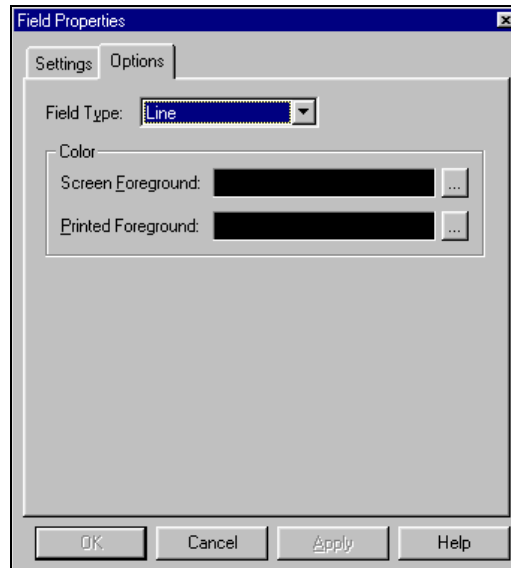 Field Properties
Settings Options
Field Type: Line
Color
Screen Foreground: ...
Printed Foreground: ...
OK Cancel Apply Help